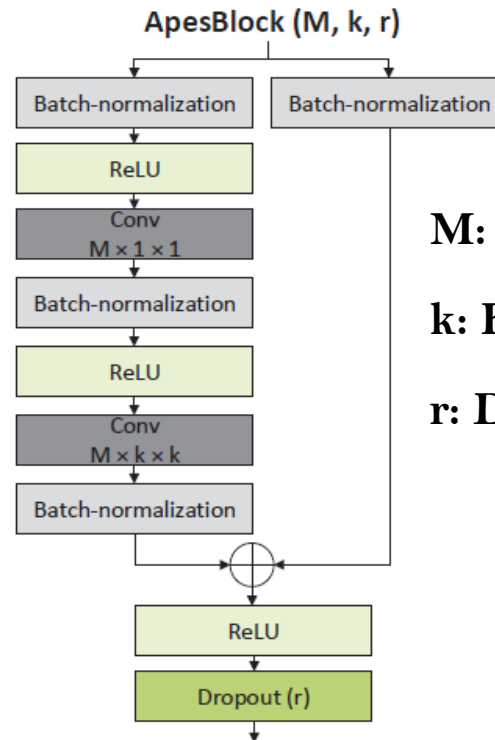 ApesBlock (M, k, r)
Batch-normalization
Batch-normalization
ReLU
Conv
M × 1 × 1
Batch-normalization
ReLU
Conv
M × k × k
Batch-normalization
ReLU
Dropout (r)
M:
k:
r: D